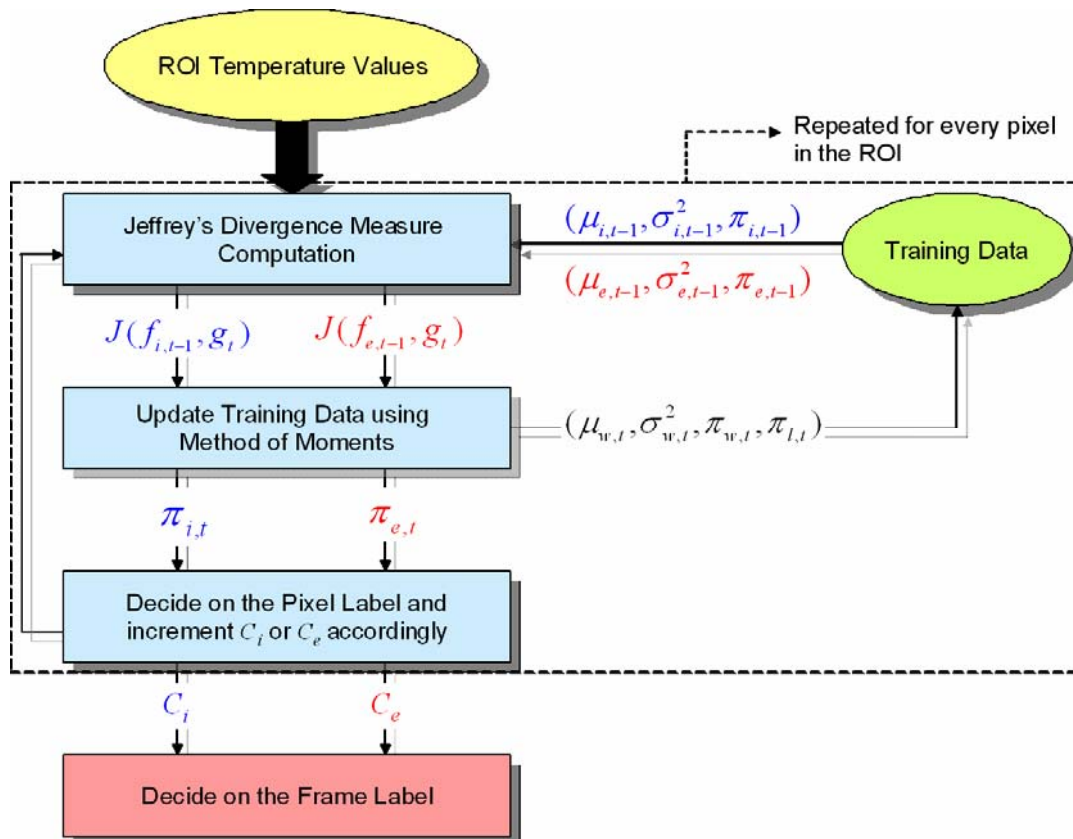 ROI Temperature Values
Repeated for every pixel
in the ROI
Jeffrey's Divergence Measure
Computation
(μ_{i,t−1}, σ²_{i,t−1}, π_{i,t−1})
(μ_{e,t−1}, σ²_{e,t−1}, π_{e,t−1})
Training Data
J(f_{i,t−1}, g_t)
J(f_{e,t−1}, g_t)
Update Training Data using
Method of Moments
(μ_{w,t}, σ²_{w,t}, π_{w,t}, π_{l,t})
π_{i,t}
π_{e,t}
Decide on the Pixel Label and
increment C_i or C_e accordingly
C_i
C_e
Decide on the Frame Label